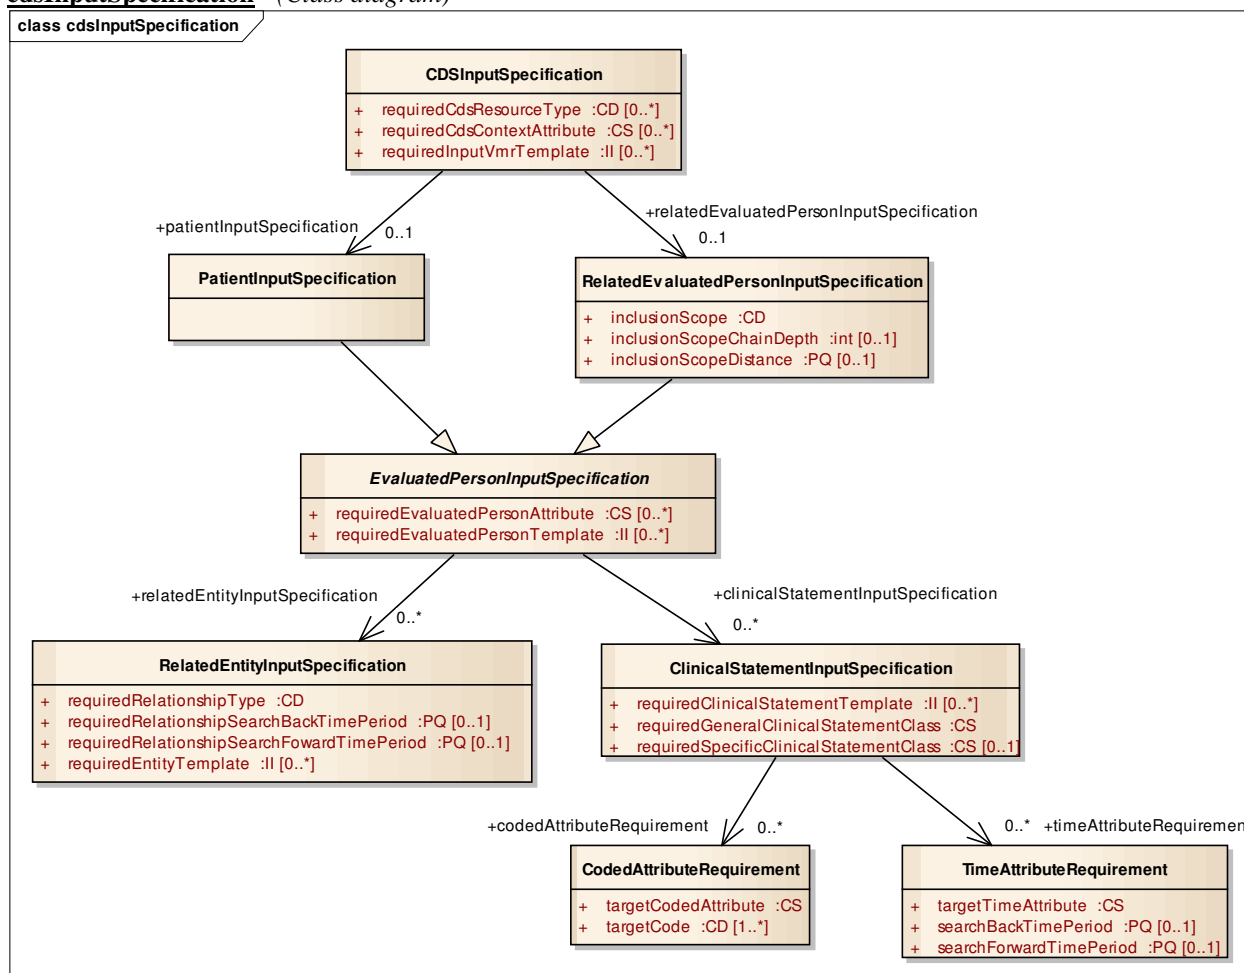 cdsInputSpecification (Class diagram)
class cdsInputSpecification
CDSInputSpecification
+ requiredCdsResourceType :CD [0..*]
+ requiredCdsContextAttribute :CS [0..*]
+ requiredInputVmrTemplate :II [0..*]
+patientInputSpecification
0..1
+relatedEvaluatedPersonInputSpecification
0..1
PatientInputSpecification
RelatedEvaluatedPersonInputSpecification
+ inclusionScope :CD
+ inclusionScopeChainDepth :int [0..1]
+ inclusionScopeDistance :PQ [0..1]
EvaluatedPersonInputSpecification
+ requiredEvaluatedPersonAttribute :CS [0..*]
+ requiredEvaluatedPersonTemplate :II [0..*]
+relatedEntityInputSpecification
0..*
+clinicalStatementInputSpecification
0..*
RelatedEntityInputSpecification
+ requiredRelationshipType :CD
+ requiredRelationshipSearchBackTimePeriod :PQ [0..1]
+ requiredRelationshipSearchFowardTimePeriod :PQ [0..1]
+ requiredEntityTemplate :II [0..*]
ClinicalStatementInputSpecification
+ requiredClinicalStatementTemplate :II [0..*]
+ requiredGeneralClinicalStatementClass :CS
+ requiredSpecificClinicalStatementClass :CS [0..1]
+codedAttributeRequirement
0..*
0..* +timeAttributeRequiremen
CodedAttributeRequirement
+ targetCodedAttribute :CS
+ targetCode :CD [1..*]
TimeAttributeRequirement
+ targetTimeAttribute :CS
+ searchBackTimePeriod :PQ [0..1]
+ searchForwardTimePeriod :PQ [0..1]